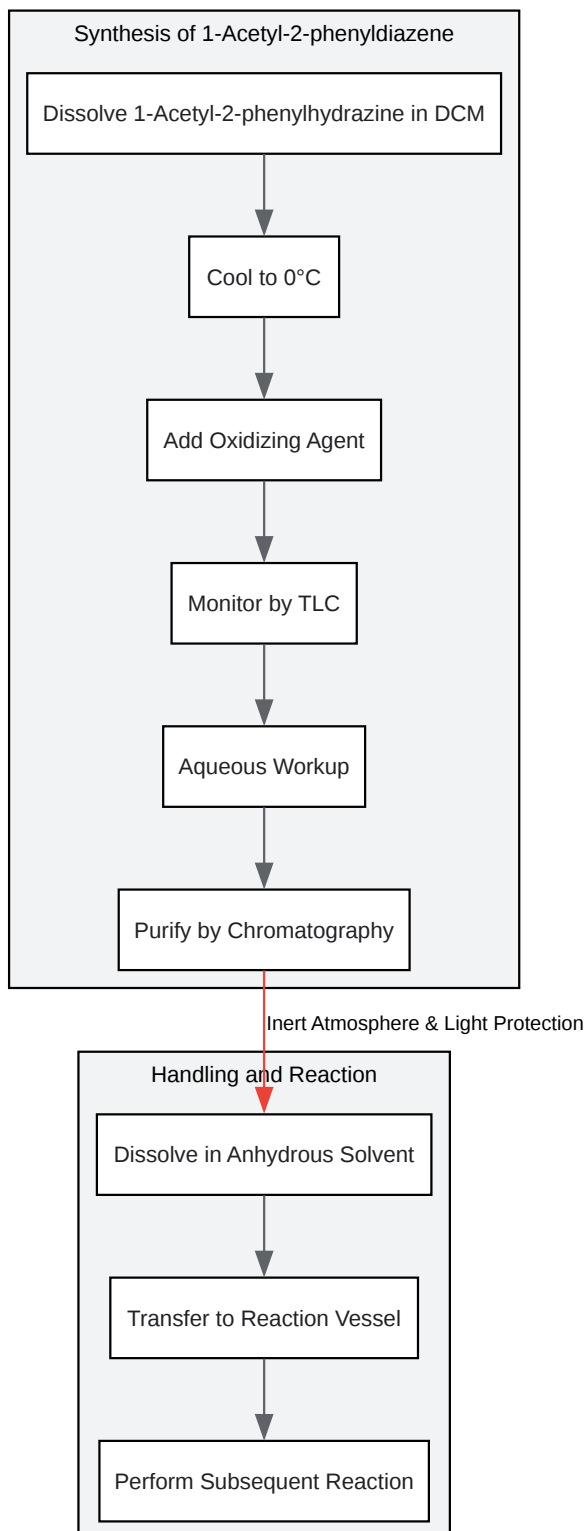 Synthesis of 1-Acetyl-2-phenyldiazene
Dissolve 1-Acetyl-2-phenylhydrazine in DCM
Cool to 0°C
Add Oxidizing Agent
Monitor by TLC
Aqueous Workup
Purify by Chromatography
Inert Atmosphere & Light Protection
Handling and Reaction
Dissolve in Anhydrous Solvent
Transfer to Reaction Vessel
Perform Subsequent Reaction